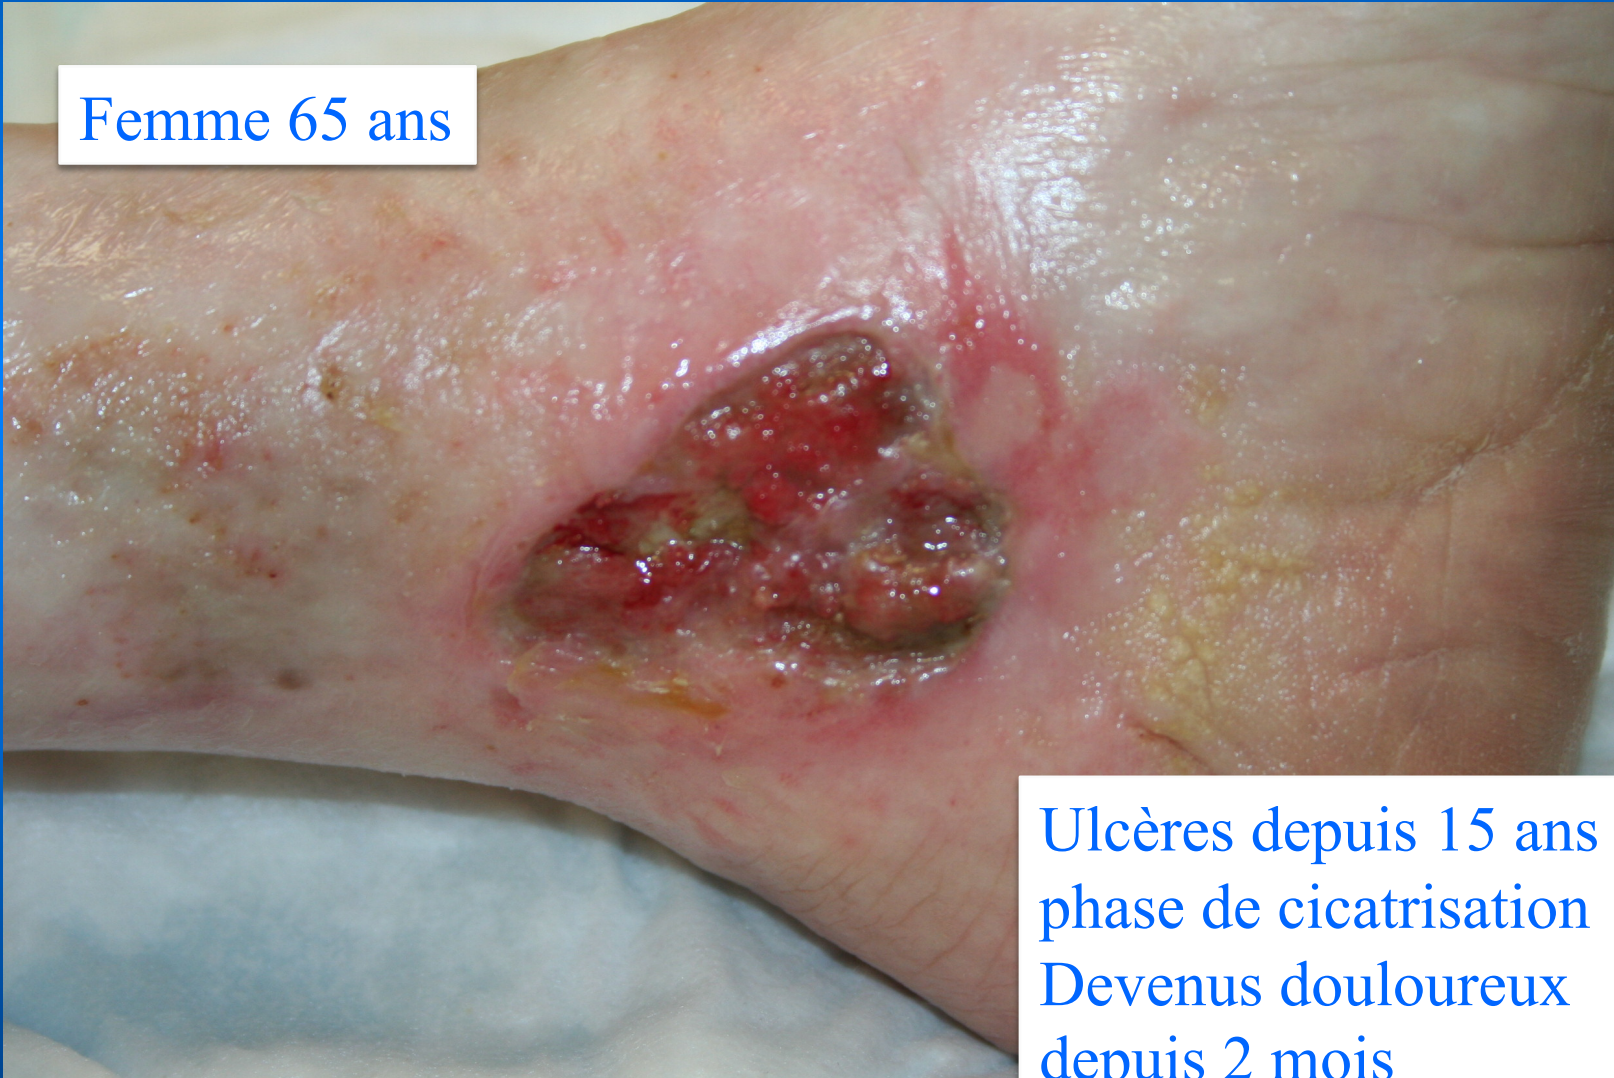 Femme 65 ans
Ulcères depuis 15 ans
phase de cicatrisation
Devenus douloureux
depuis 2 mois